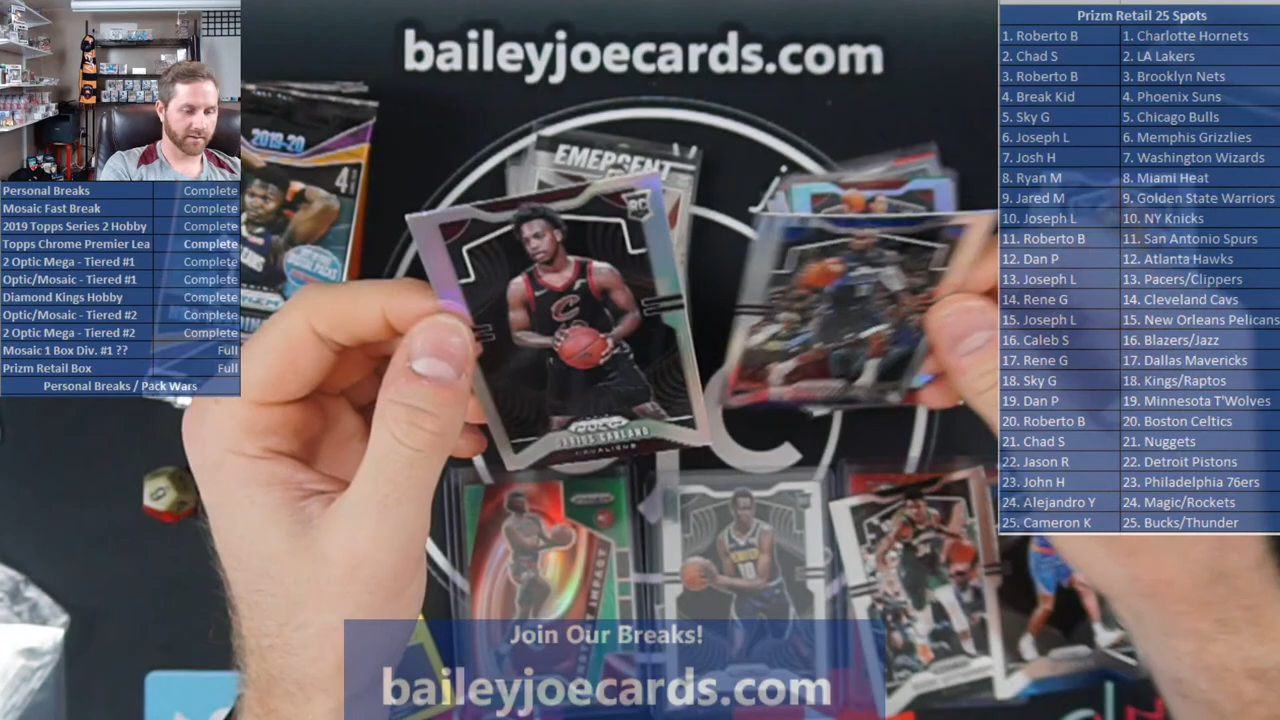 baileyjoecards.com
Prizm Retail 25 Spots
1. Roberto B 1. Charlotte Hornets
2. Chad S 2. LA Lakers
3. Roberto B 3. Brooklyn Nets
4. Break Kid 4. Phoenix Suns
5. Sky G 5. Chicago Bulls
6. Joseph L 6. Memphis Grizzlies
7. Josh H 7. Washington Wizards
8. Ryan M 8. Miami Heat
9. Jared M 9. Golden State Warriors
10. Joseph L 10. NY Knicks
11. Roberto B 11. San Antonio Spurs
12. Dan P 12. Atlanta Hawks
13. Joseph L 13. Pacers/Clippers
14. Rene G 14. Cleveland Cavs
15. Joseph L 15. New Orleans Pelicans
16. Caleb S 16. Blazers/Jazz
17. Rene G 17. Dallas Mavericks
18. Sky G 18. Kings/Raptos
19. Dan P 19. Minnesota T'Wolves
20. Roberto B 20. Boston Celtics
21. Chad S 21. Nuggets
22. Jason R 22. Detroit Pistons
23. John H 23. Philadelphia 76ers
24. Alejandro Y 24. Magic/Rockets
25. Cameron K 25. Bucks/Thunder
Personal Breaks Complete
Mosaic Fast Break Complete
2019 Topps Series 2 Hobby Complete
Topps Chrome Premier Lea Complete
2 Optic Mega - Tiered #1 Complete
Optic/Mosaic - Tiered #1 Complete
Diamond Kings Hobby Complete
Optic/Mosaic - Tiered #2 Complete
2 Optic Mega - Tiered #2 Complete
Mosaic 1 Box Div. #1 ?? Full
Prizm Retail Box Full
Personal Breaks / Pack Wars
2019-20
4
EMERGENT
RC
C
DARIUS GARLAND
CAVALIERS
IMPACT
Join Our Breaks!
baileyjoecards.com